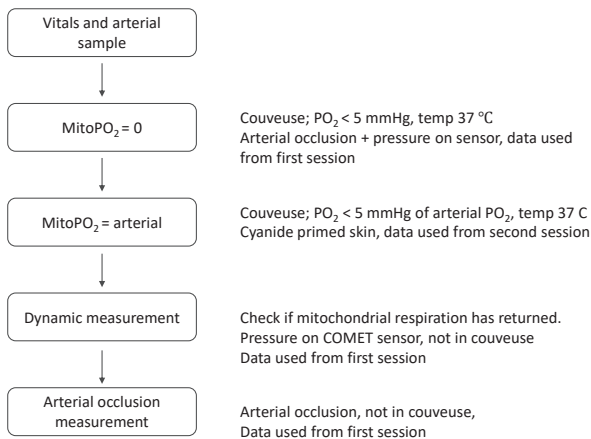 Vitals and arterial
sample
MitoPO₂ = 0
Couveuse; PO₂ < 5 mmHg, temp 37 ℃
Arterial occlusion + pressure on sensor, data used
from first session
MitoPO₂ = arterial
Couveuse; PO₂ < 5 mmHg of arterial PO₂, temp 37 C
Cyanide primed skin, data used from second session
Dynamic measurement
Check if mitochondrial respiration has returned.
Pressure on COMET sensor, not in couveuse
Data used from first session
Arterial occlusion
measurement
Arterial occlusion, not in couveuse,
Data used from first session